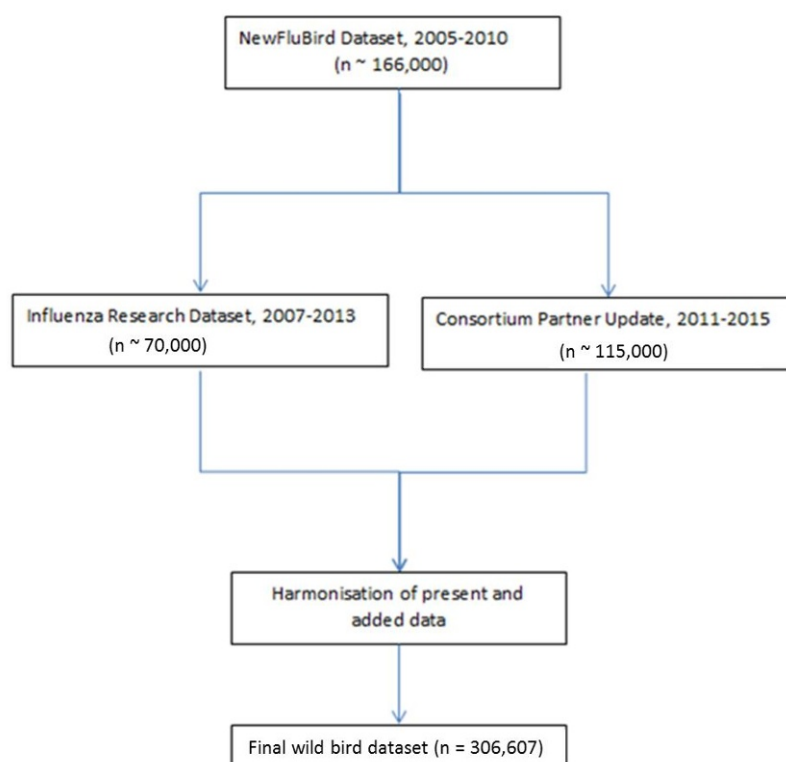 NewFluBird Dataset, 2005-2010
(n ~ 166,000)
Influenza Research Dataset, 2007-2013
(n ~ 70,000)
Consortium Partner Update, 2011-2015
(n ~ 115,000)
Harmonisation of present and
added data
Final wild bird dataset (n = 306,607)